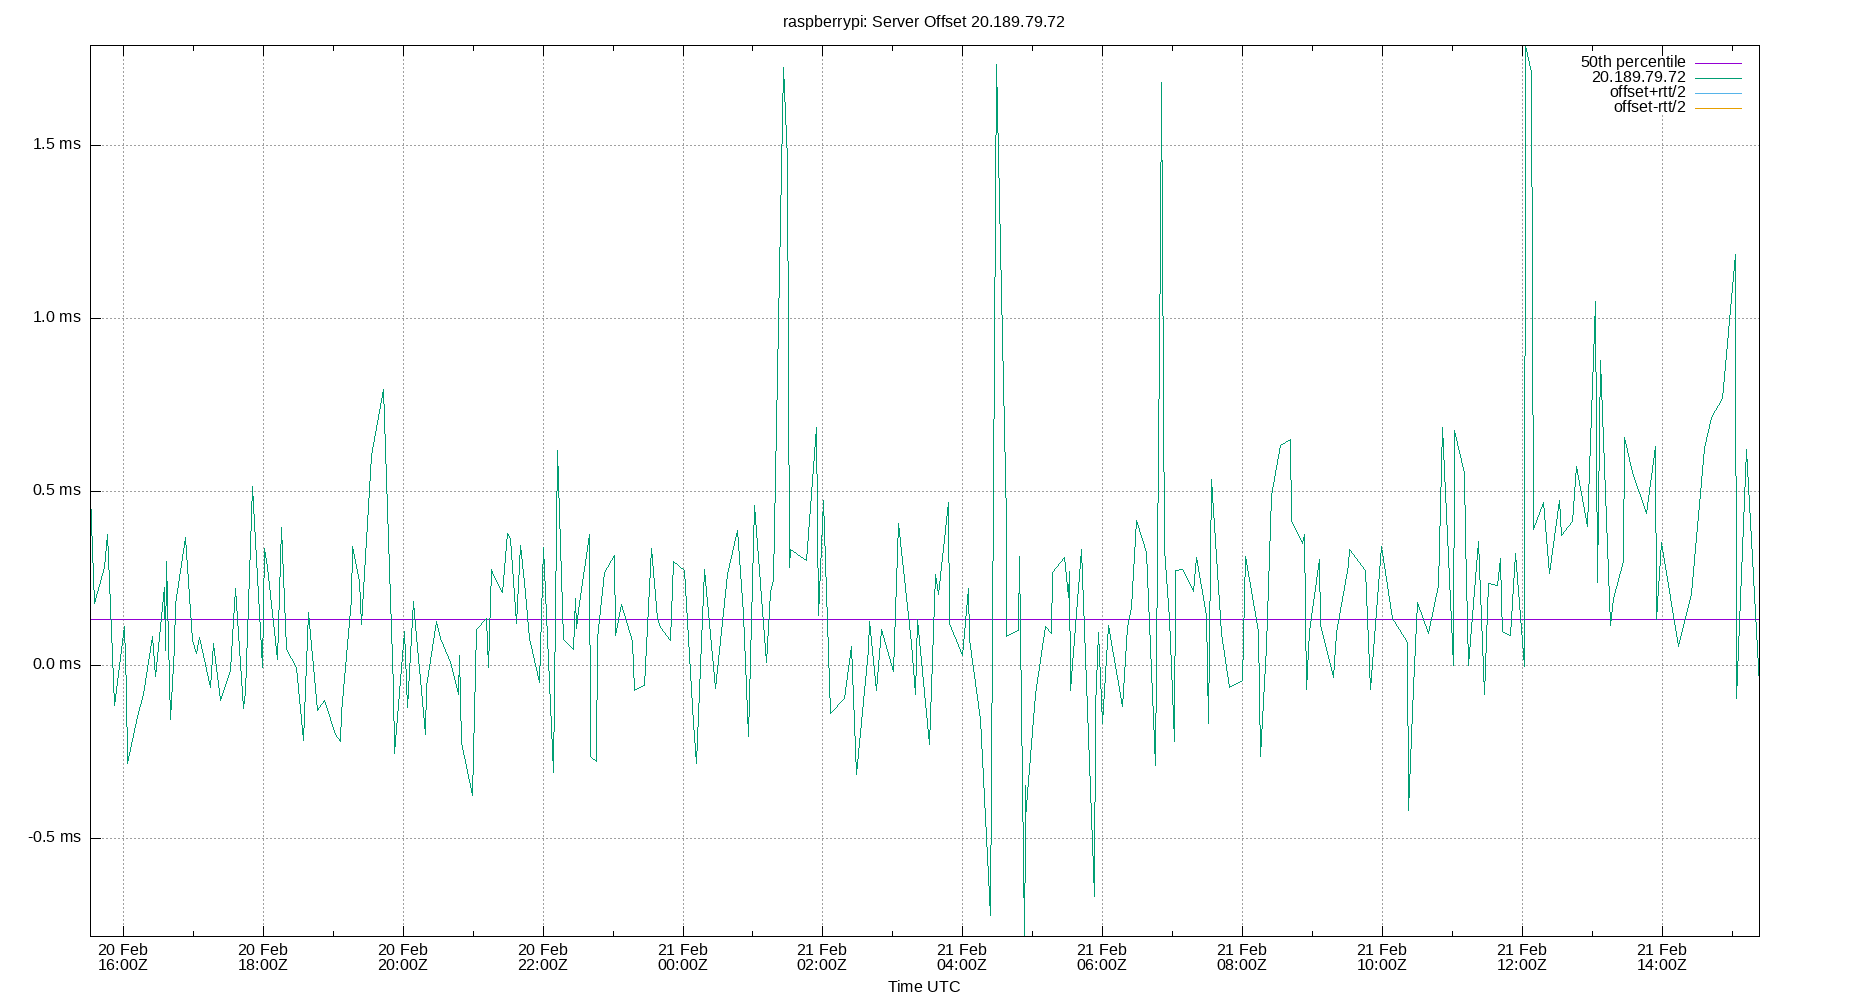 raspberrypi: Server Offset 20.189.79.72
50th percentile
20.189.79.72
offset+rtt/2
offset-rtt/2
1.5 ms
1.0 ms
0.5 ms
0.0 ms
-0.5 ms
20 Feb 20 Feb 20 Feb 20 Feb 21 Feb 21 Feb 21 Feb 21 Feb 21 Feb 21 Feb 21 Feb 21 Feb
16:00Z 18:00Z 20:00Z 22:00Z 00:00Z 02:00Z 04:00Z 06:00Z 08:00Z 10:00Z 12:00Z 14:00Z
Time UTC